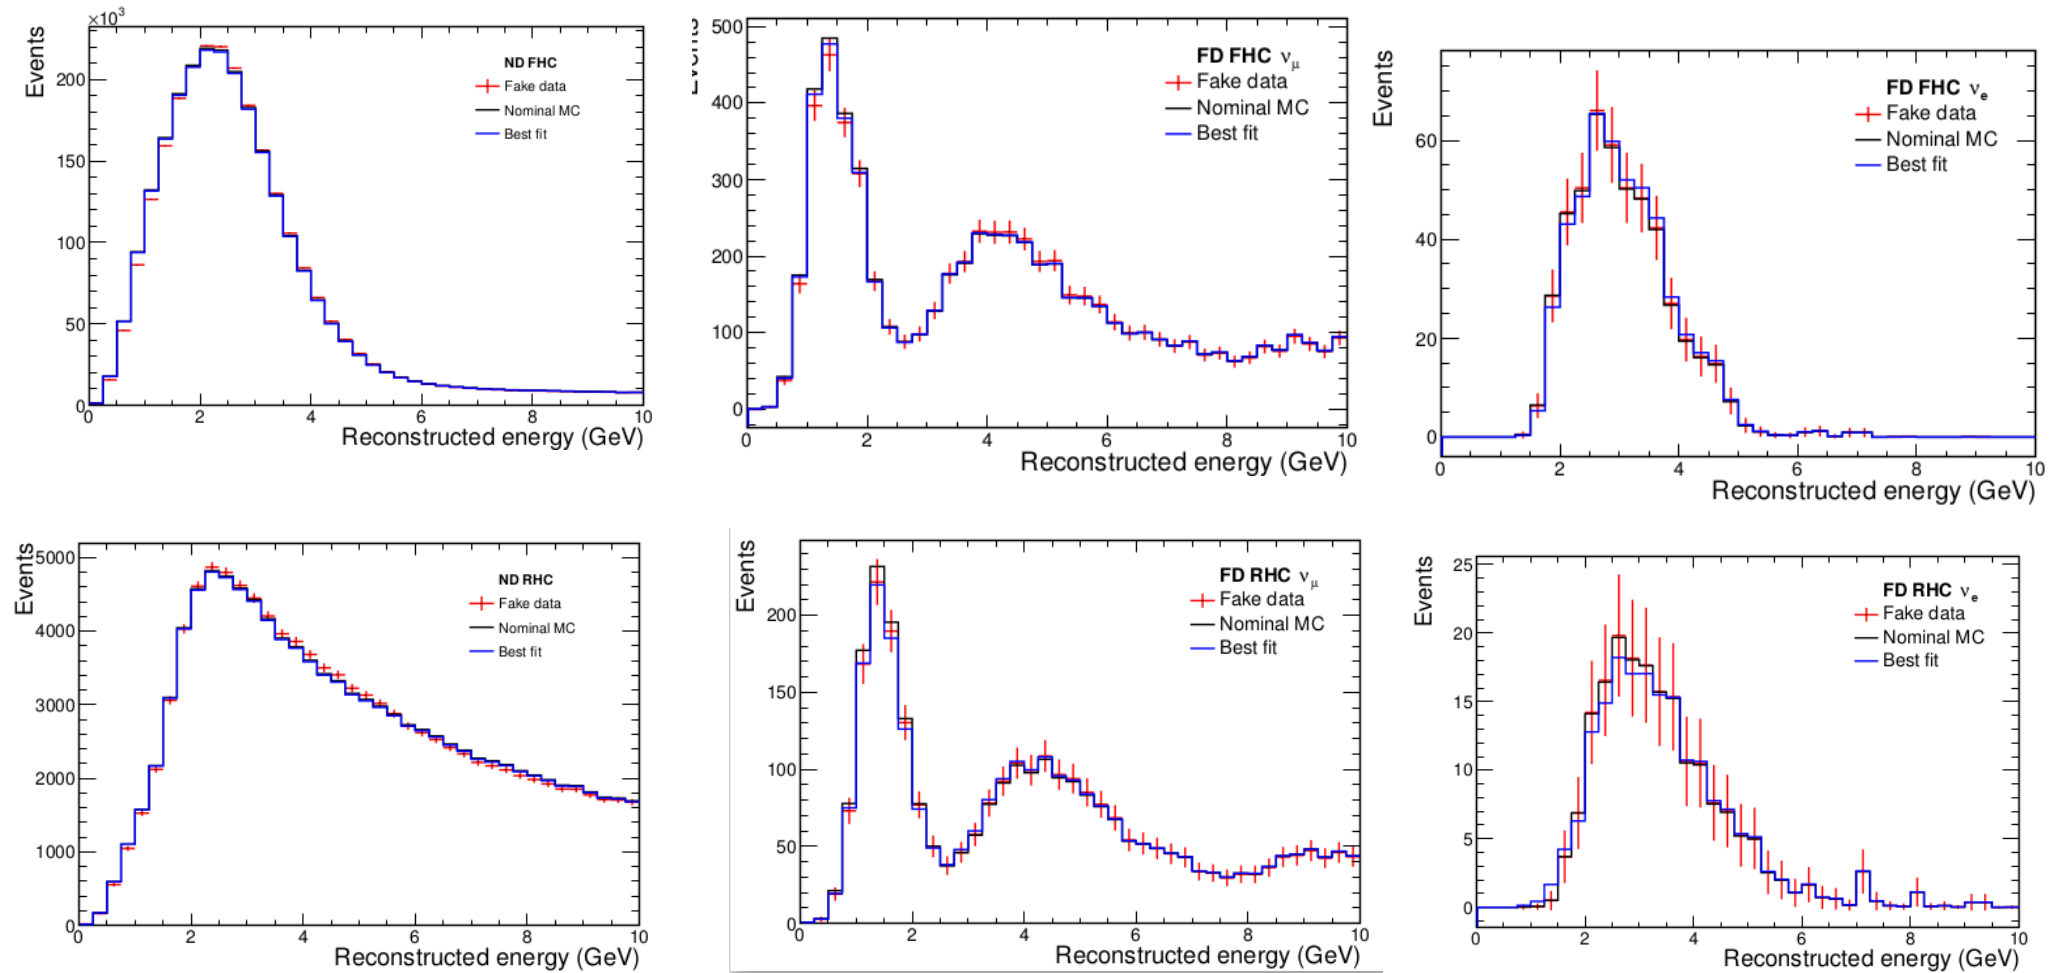 ×10³
Events
ND FHC
Fake data
Nominal MC
Best fit
200
150
100
50
0
0 2 4 6 8 10
Reconstructed energy (GeV)
Events
500
FD FHC νμ
Fake data
Nominal MC
Best fit
400
300
200
100
0
0 2 4 6 8 10
Reconstructed energy (GeV)
Events
FD FHC νe
Fake data
Nominal MC
Best fit
60
40
20
0
0 2 4 6 8 10
Reconstructed energy (GeV)
Events
5000
ND RHC
Fake data
Nominal MC
Best fit
4000
3000
2000
1000
0
0 2 4 6 8 10
Reconstructed energy (GeV)
Events
FD RHC νμ
Fake data
Nominal MC
Best fit
200
150
100
50
0
0 2 4 6 8 10
Reconstructed energy (GeV)
Events
25
FD RHC νe
Fake data
Nominal MC
Best fit
20
15
10
5
0
0 2 4 6 8 10
Reconstructed energy (GeV)